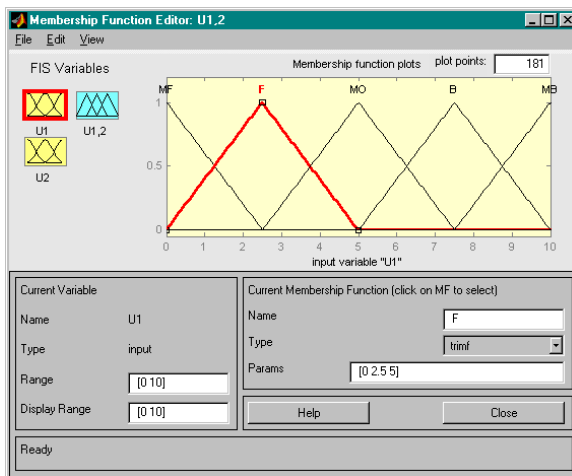 Membership Function Editor: U1,2
File Edit View
FIS Variables
Membership function plots plot points: 181
U1 U1,2
U2
MF F MO B MB
1
0.5
0
0 1 2 3 4 5 6 7 8 9 10
input variable "U1"
Current Variable
Name U1
Type input
Range [0 10]
Display Range [0 10]
Current Membership Function (click on MF to select)
Name F
Type trimf
Params [0 2.5 5]
Help Close
Ready